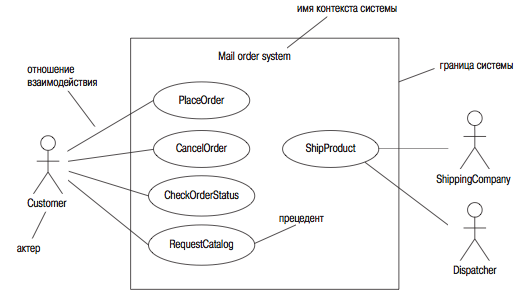 имя контекста системы
Mail order system
отношение
взаимодействия
граница системы
PlaceOrder
CancelOrder
ShipProduct
ShippingCompany
CheckOrderStatus
Customer
прецедент
RequestCatalog
актер
Dispatcher